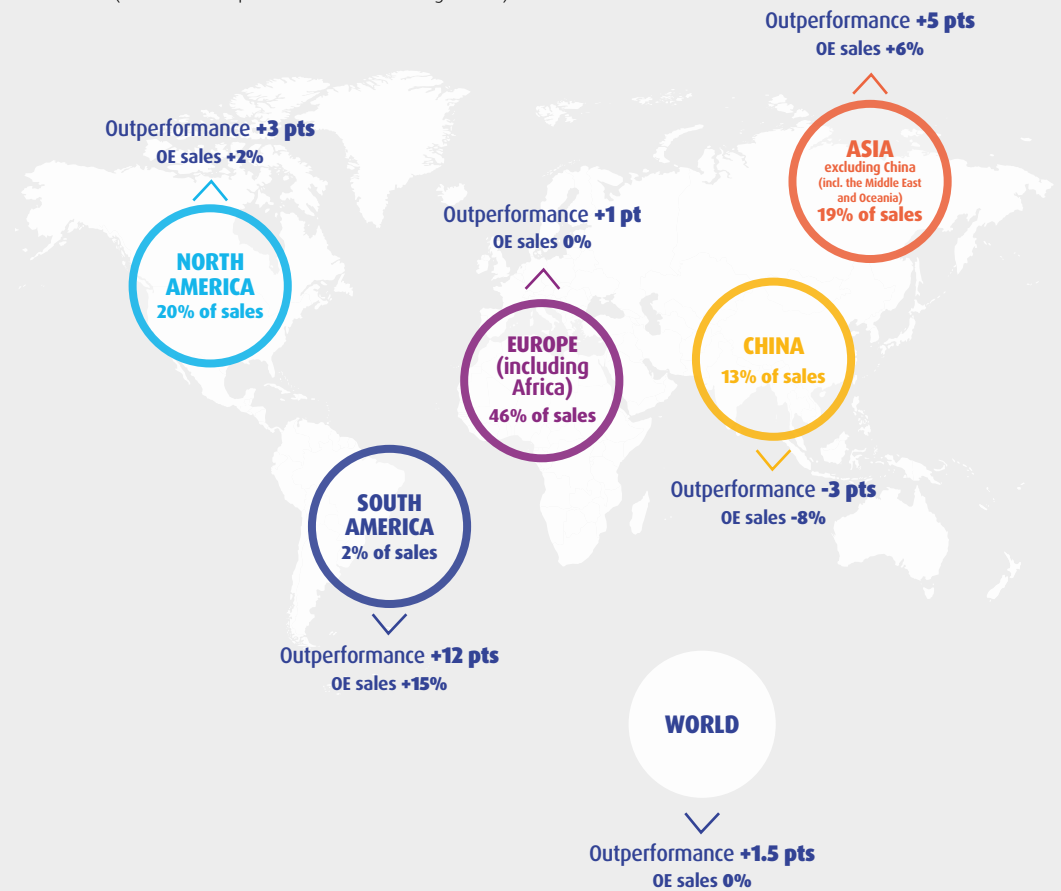 Outperformance +5 pts
OE sales +6%
ASIA
excluding China
(incl. the Middle East
and Oceania)
19% of sales
Outperformance +3 pts
OE sales +2%
NORTH
AMERICA
20% of sales
Outperformance +1 pt
OE sales 0%
EUROPE
(including
Africa)
46% of sales
CHINA
13% of sales
Outperformance -3 pts
OE sales -8%
SOUTH
AMERICA
2% of sales
Outperformance +12 pts
OE sales +15%
WORLD
Outperformance +1.5 pts
OE sales 0%